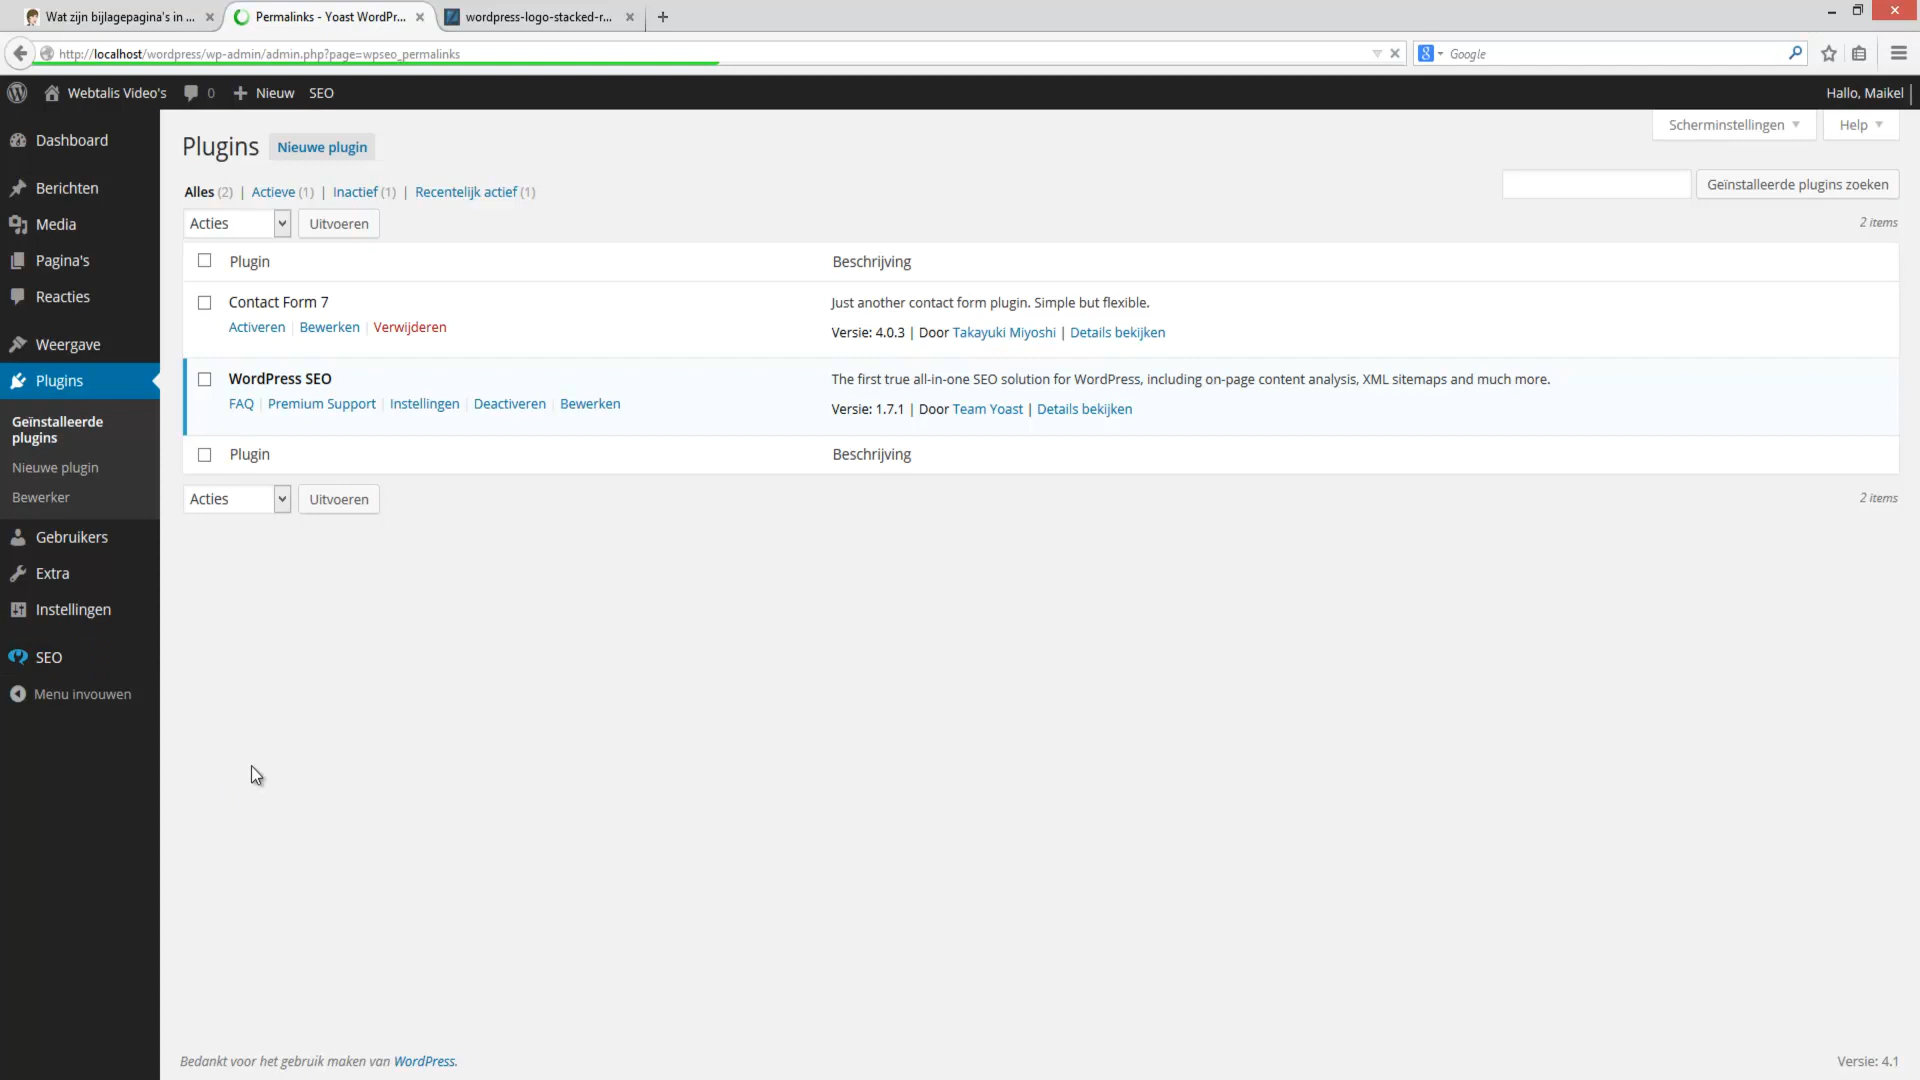 Wat zijn bijlagepagina's in ...
Permalinks - Yoast WordPr...
wordpress-logo-stacked-r...
http://localhost/wordpress/wp-admin/admin.php?page=wpseo_permalinks
Google
Webtalis Video's 0 Nieuw SEO
Hallo, Maikel
Dashboard
Berichten
Media
Pagina's
Reacties
Weergave
Plugins
Geïnstalleerde
plugins
Nieuwe plugin
Bewerker
Gebruikers
Extra
Instellingen
SEO
Menu invouwen
Scherminstellingen
Help
Plugins Nieuwe plugin
Alles (2) | Actieve (1) | Inactief (1) | Recentelijk actief (1)
Geïnstalleerde plugins zoeken
Acties Uitvoeren
2 items
Plugin Beschrijving
Contact Form 7
Activeren | Bewerken | Verwijderen
Just another contact form plugin. Simple but flexible.
Versie: 4.0.3 | Door Takayuki Miyoshi | Details bekijken
WordPress SEO
FAQ | Premium Support | Instellingen | Deactiveren | Bewerken
The first true all-in-one SEO solution for WordPress, including on-page content analysis, XML sitemaps and much more.
Versie: 1.7.1 | Door Team Yoast | Details bekijken
Plugin Beschrijving
Acties Uitvoeren
2 items
Bedankt voor het gebruik maken van WordPress.
Versie: 4.1